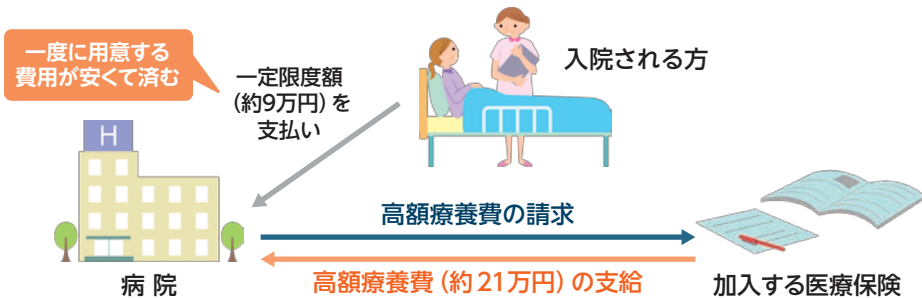 一度に用意する
費用が安くて済む
一定限度額
(約9万円)を
支払い
入院される方
H
高額療養費の請求
高額療養費(約21万円)の支給
病院
加入する医療保険